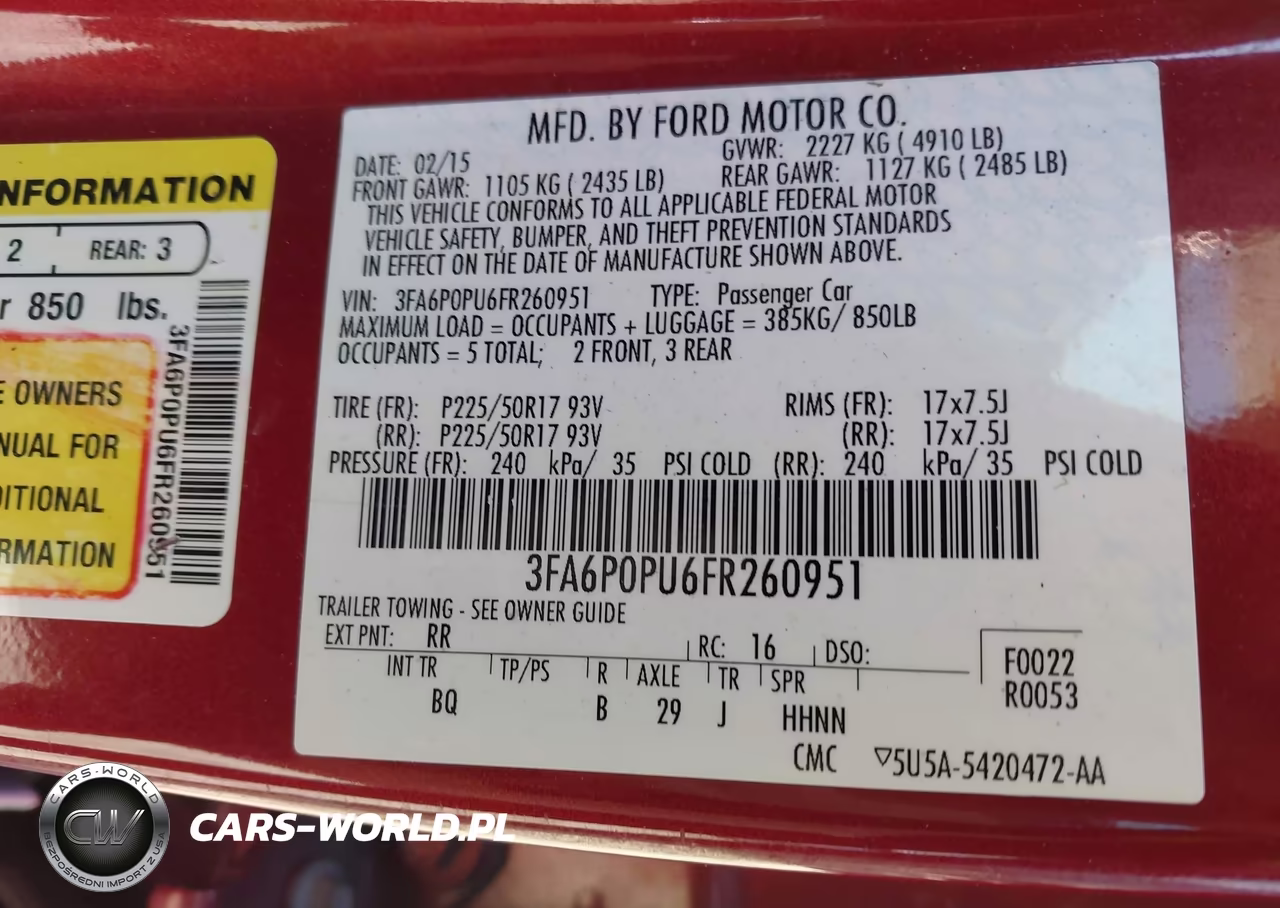 NFORMATION
2 REAR: 3
r 850 lbs.
E OWNERS
NUAL FOR
DITIONAL
RMATION
3FA6P0PU6FR260951
MFD. BY FORD MOTOR CO.
DATE: 02/15 GVWR: 2227 KG ( 4910 LB)
FRONT GAWR: 1105 KG ( 2435 LB) REAR GAWR: 1127 KG ( 2485 LB)
THIS VEHICLE CONFORMS TO ALL APPLICABLE FEDERAL MOTOR
VEHICLE SAFETY, BUMPER, AND THEFT PREVENTION STANDARDS
IN EFFECT ON THE DATE OF MANUFACTURE SHOWN ABOVE.
VIN: 3FA6P0PU6FR260951 TYPE: Passenger Car
MAXIMUM LOAD = OCCUPANTS + LUGGAGE = 385KG/ 850LB
OCCUPANTS = 5 TOTAL; 2 FRONT, 3 REAR
TIRE (FR): P225/50R17 93V RIMS (FR): 17x7.5J
(RR): P225/50R17 93V (RR): 17x7.5J
PRESSURE (FR): 240 kPa/ 35 PSI COLD (RR): 240 kPa/ 35 PSI COLD
3FA6P0PU6FR260951
TRAILER TOWING - SEE OWNER GUIDE
EXT PNT: RR RC: 16 DSO:
F0022
R0053
INT TR TP/PS R AXLE TR SPR
BQ B 29 J HHNN
CMC ▽5U5A-5420472-AA
CARS-WORLD
CW
BEZPOŚREDNI IMPORT Z USA
CARS-WORLD.PL